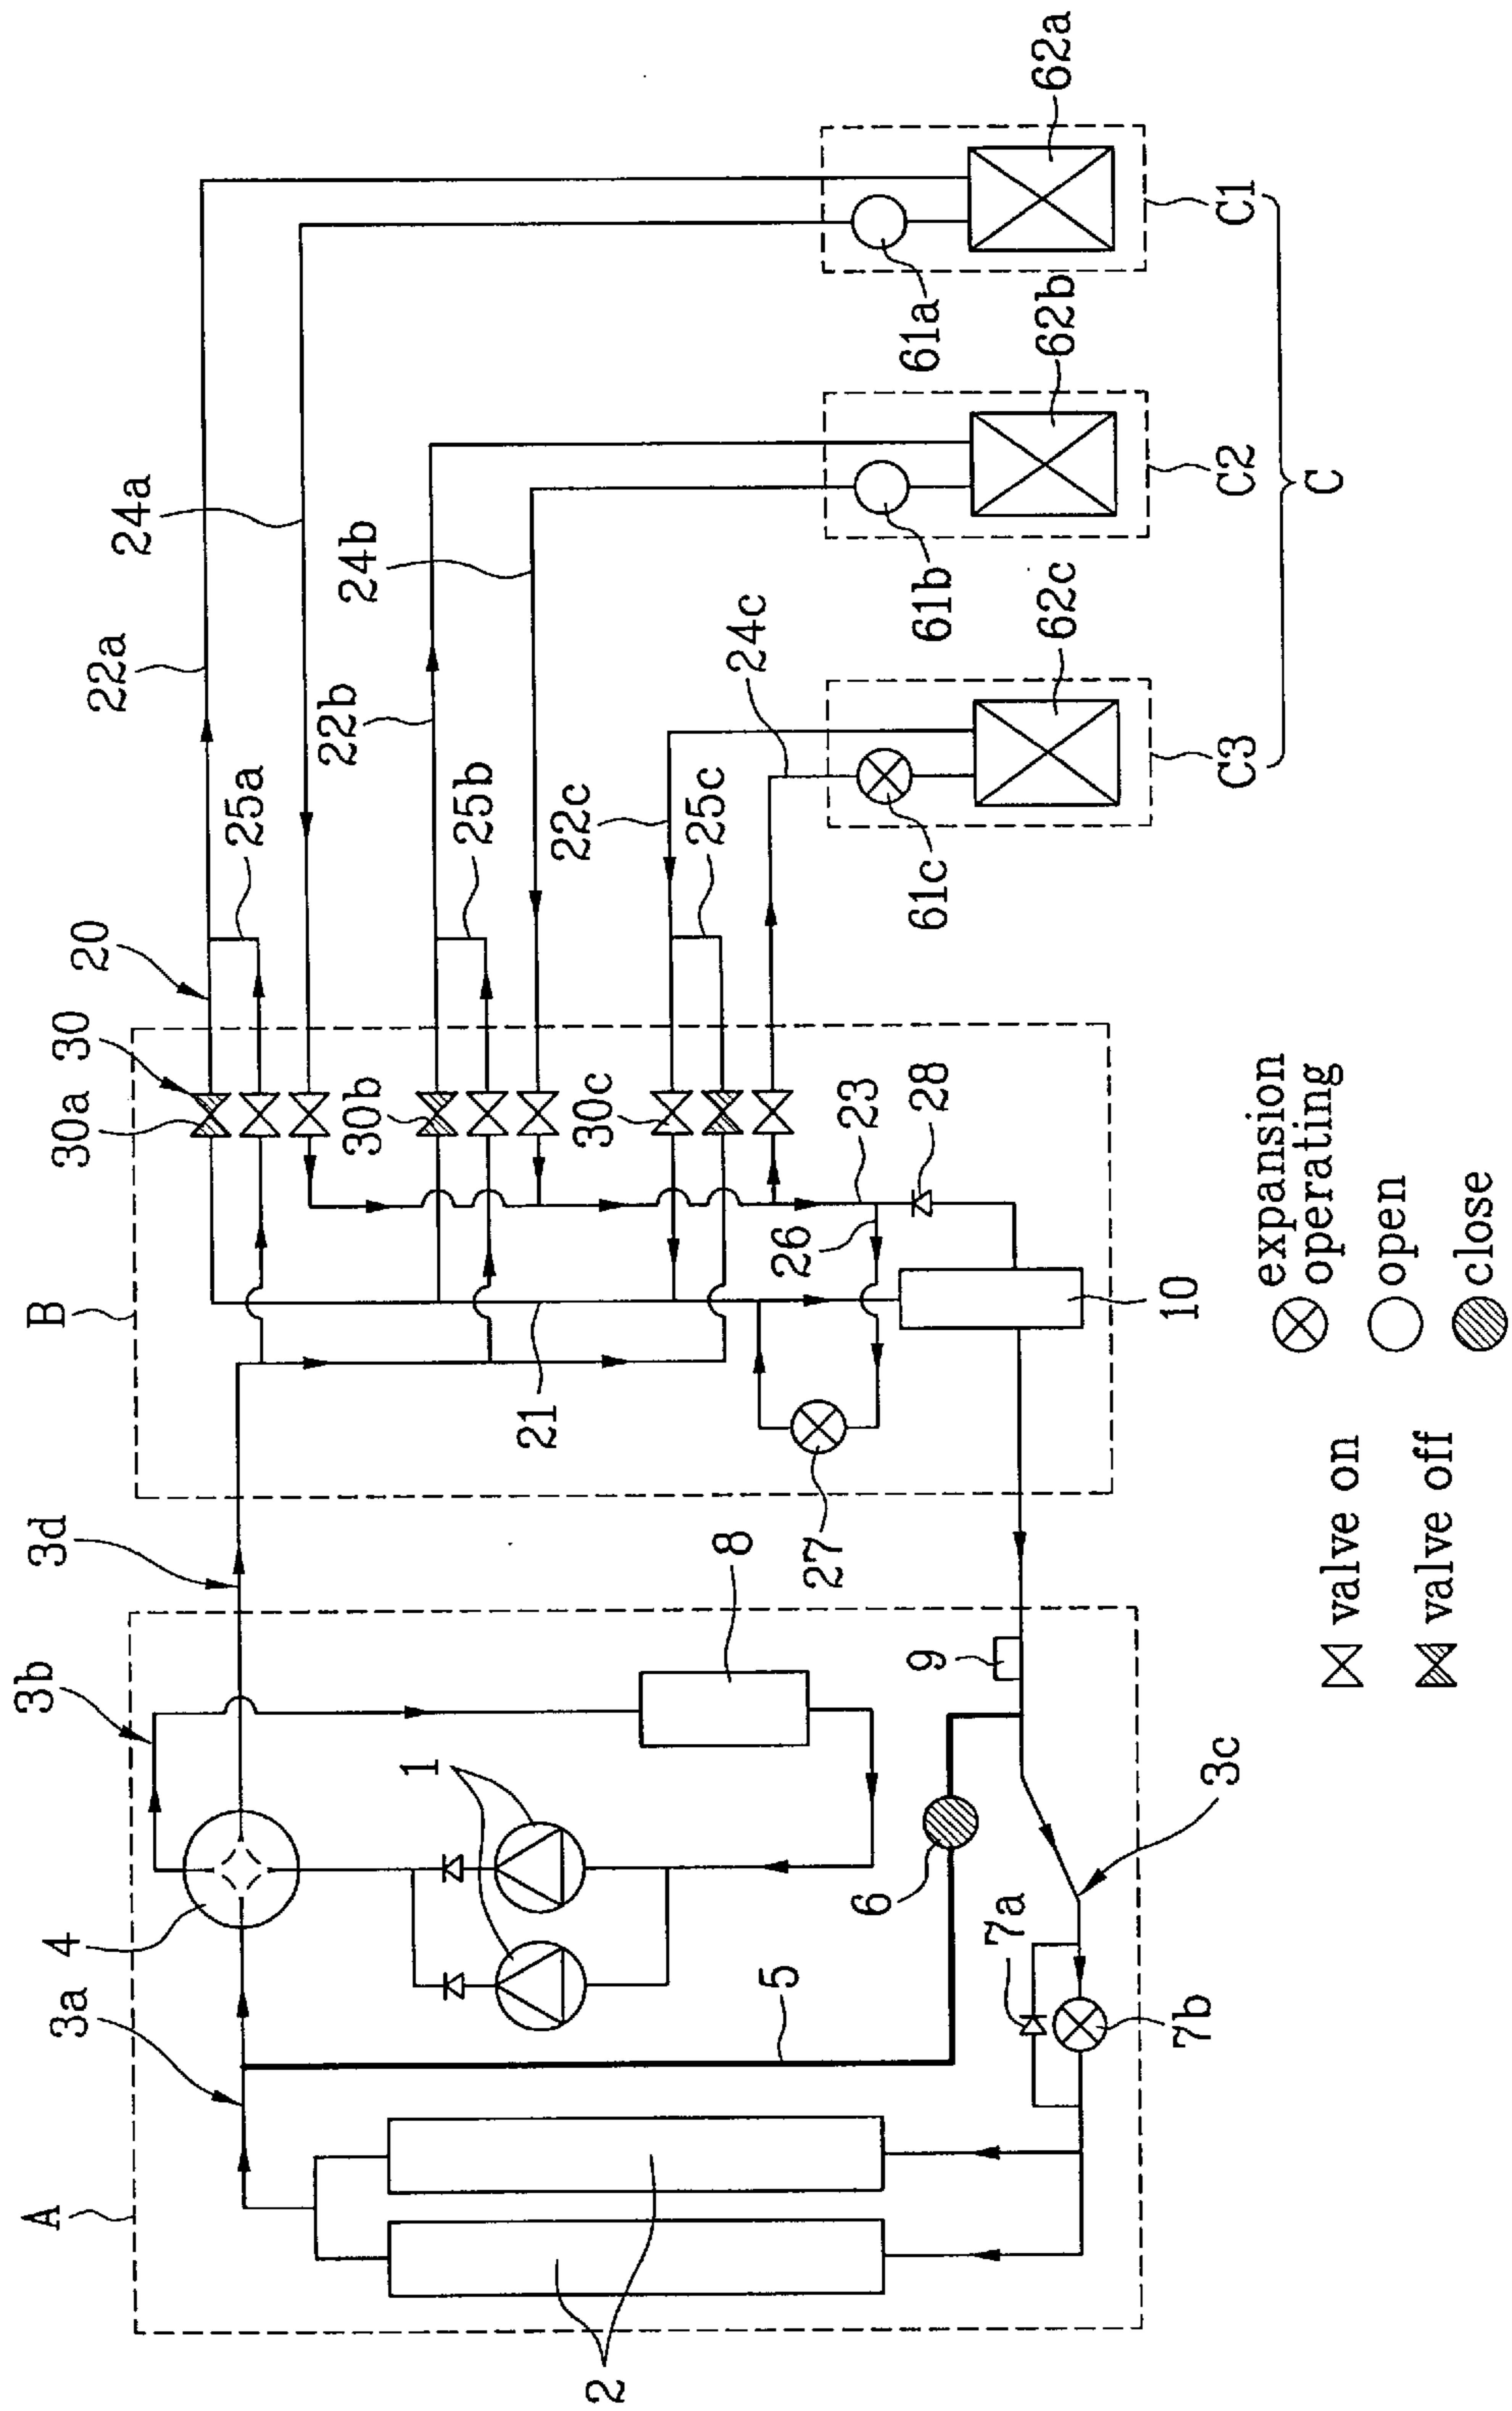 A
3a
4
3b
3d
B
30a
30
20
25a
22a
24a
30b
25b
22b
24b
30c
25c
22c
24c
1
8
21
26
23
28
27
10
5
6
9
7a
7b
3c
2
61c
62c
61b
62b
61a
62a
C3
C2
C1
C
valve on
valve off
expansion
operating
open
close